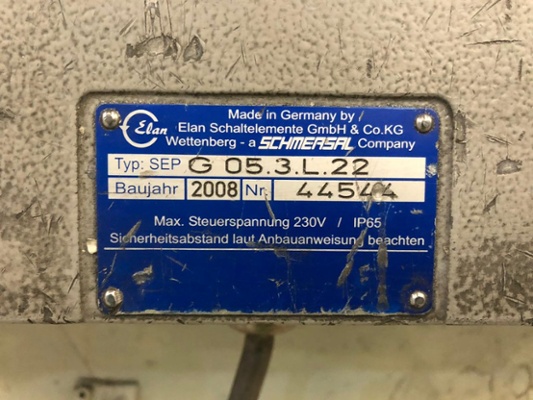 Elan
Made in Germany by
Elan Schaltelemente GmbH & Co.KG
Wettenberg - a SCHMERSAL Company
Typ: SEP G 05.3.L.22
Baujahr 2008 Nr. 44544
Max. Steuerspannung 230V / IP65
Sicherheitsabstand laut Anbauanweisung beachten